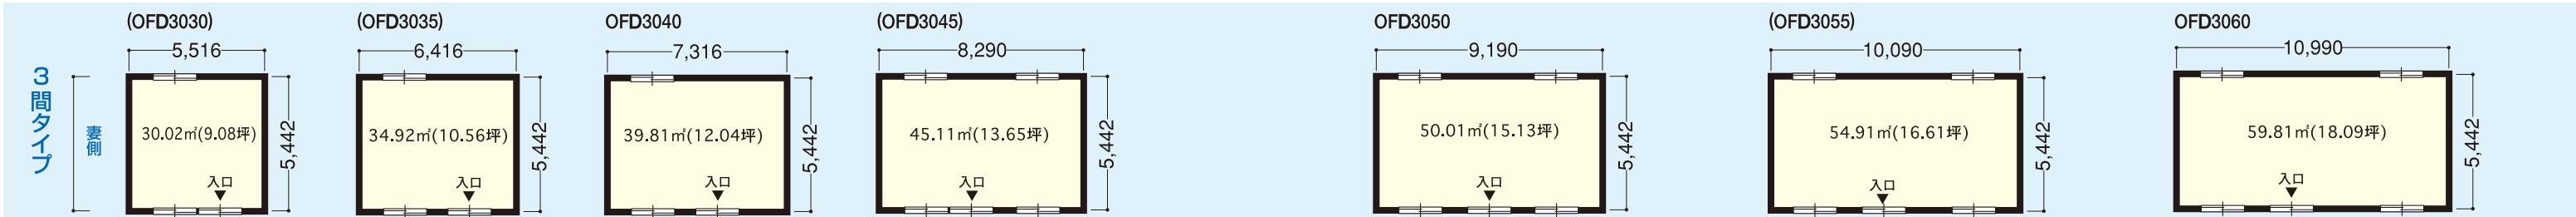 3間タイプ
妻側
(OFD3030)
5,516
30.02㎡(9.08坪)
入口
5,442
(OFD3035)
6,416
34.92㎡(10.56坪)
入口
5,442
OFD3040
7,316
39.81㎡(12.04坪)
入口
5,442
(OFD3045)
8,290
45.11㎡(13.65坪)
入口
5,442
OFD3050
9,190
50.01㎡(15.13坪)
入口
5,442
(OFD3055)
10,090
54.91㎡(16.61坪)
入口
5,442
OFD3060
10,990
59.81㎡(18.09坪)
入口
5,442